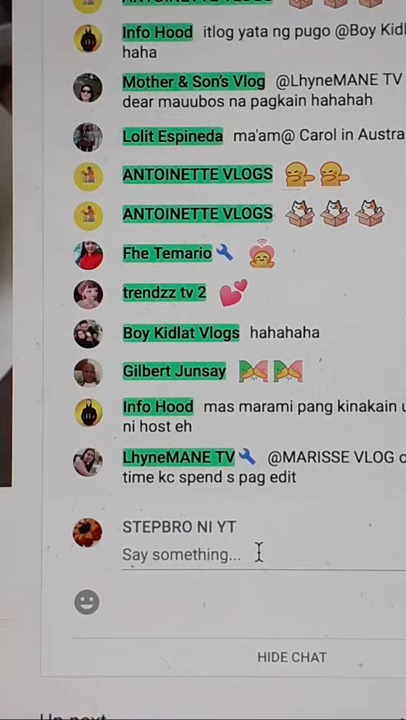 ANTOINETTE VLOGS
Info Hood itlog yata ng pugo @Boy Kidl
haha
Mother & Son's Vlog @LhyneMANE TV
dear mauubos na pagkain hahahah
Lolit Espineda ma'am@ Carol in Austra
ANTOINETTE VLOGS
ANTOINETTE VLOGS
Fhe Temario
trendzz tv 2
Boy Kidlat Vlogs hahahaha
Gilbert Junsay
Info Hood mas marami pang kinakain u
ni host eh
LhyneMANE TV @MARISSE VLOG o
time kc spend s pag edit
STEPBRO NI YT
Say something...
HIDE CHAT
Up next